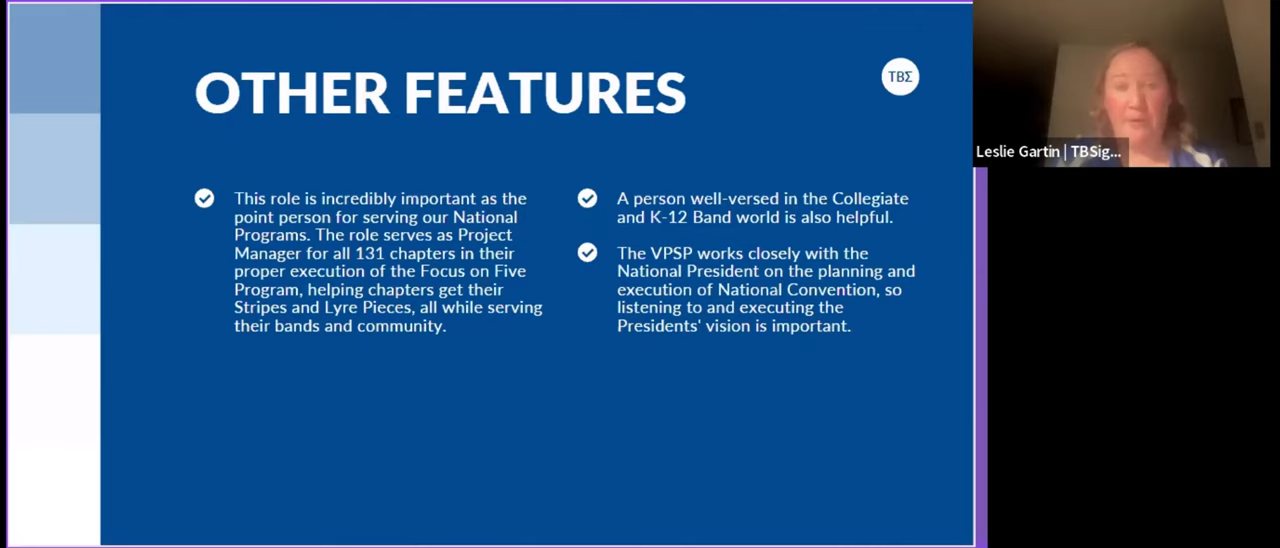 OTHER FEATURES
TBΣ
This role is incredibly important as the
point person for serving our National
Programs. The role serves as Project
Manager for all 131 chapters in their
proper execution of the Focus on Five
Program, helping chapters get their
Stripes and Lyre Pieces, all while serving
their bands and community.
A person well-versed in the Collegiate
and K-12 Band world is also helpful.
The VPSP works closely with the
National President on the planning and
execution of National Convention, so
listening to and executing the
Presidents' vision is important.
Leslie Gartin | TBSig...